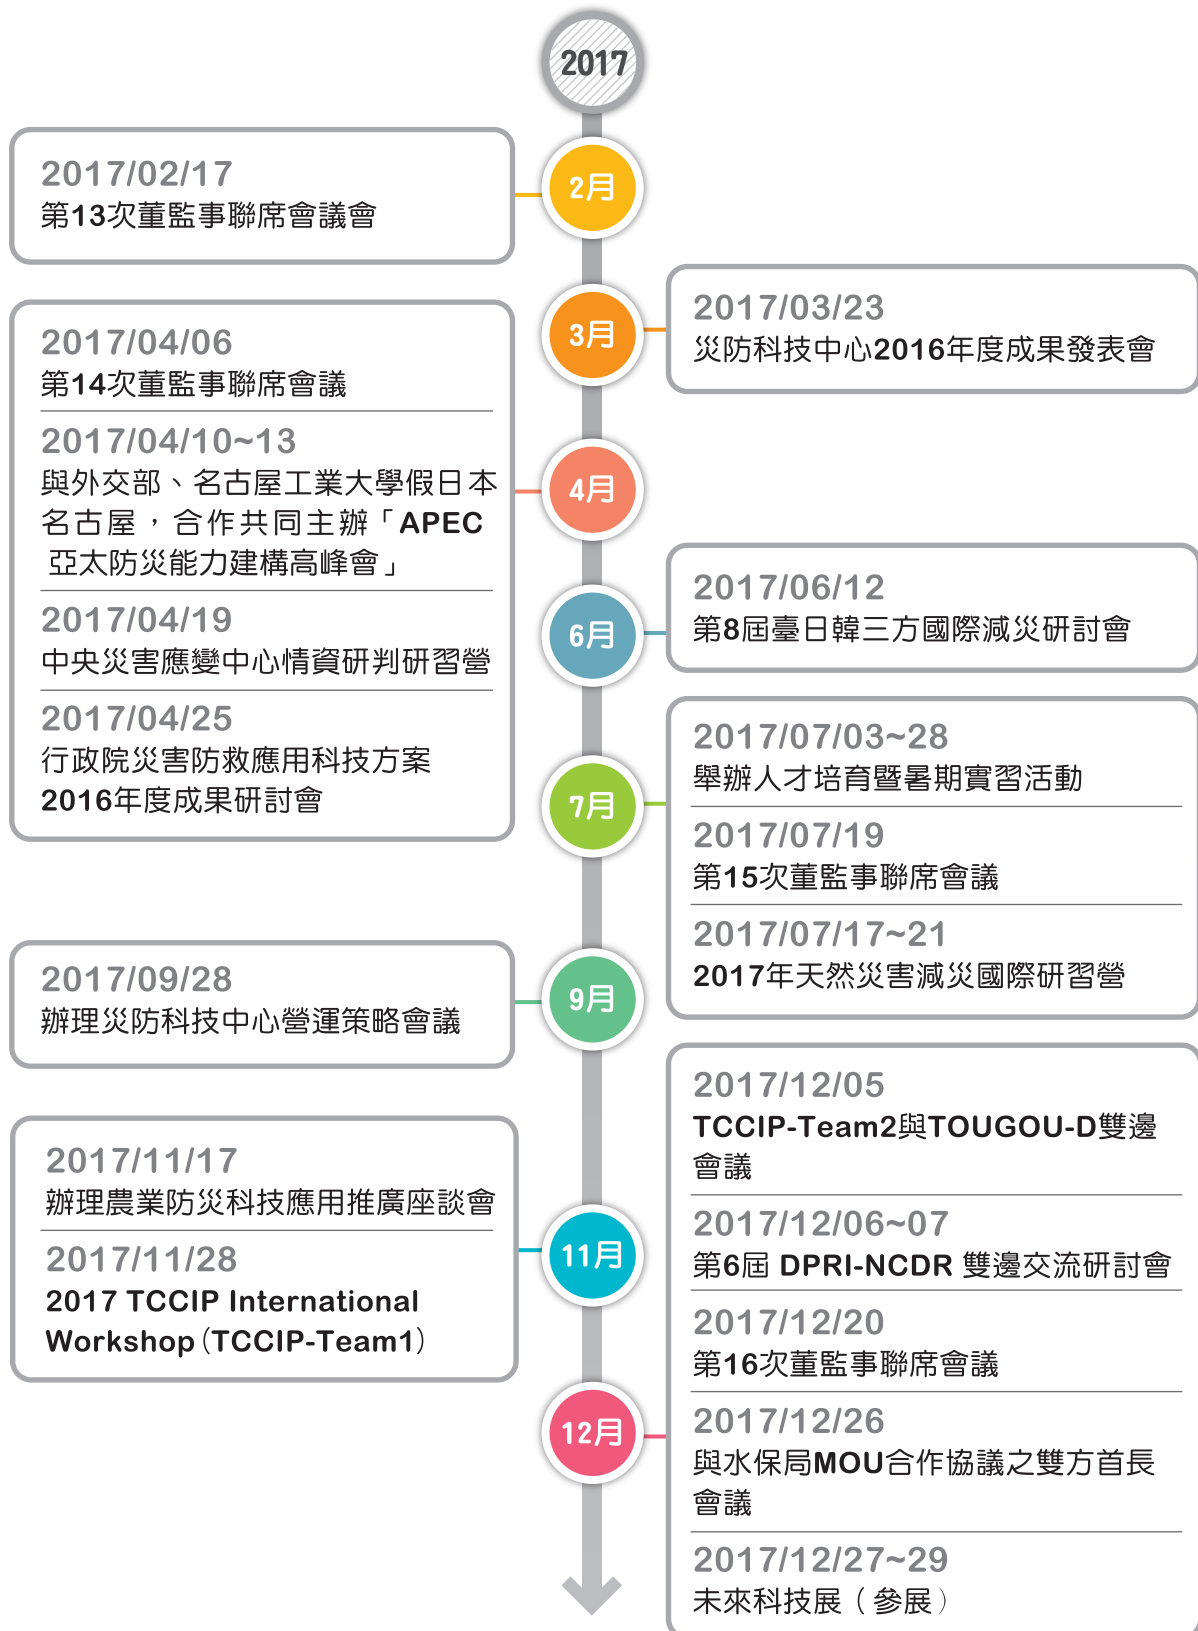 2017
2月
2017/02/17
第13次董監事聯席會議會
3月
2017/03/23
災防科技中心2016年度成果發表會
4月
2017/04/06
第14次董監事聯席會議
2017/04/10~13
與外交部、名古屋工業大學假日本
名古屋，合作共同主辦「APEC
亞太防災能力建構高峰會」
2017/04/19
中央災害應變中心情資研判研習營
2017/04/25
行政院災害防救應用科技方案
2016年度成果研討會
6月
2017/06/12
第8屆臺日韓三方國際減災研討會
7月
2017/07/03~28
舉辦人才培育暨暑期實習活動
2017/07/19
第15次董監事聯席會議
2017/07/17~21
2017年天然災害減災國際研習營
9月
2017/09/28
辦理災防科技中心營運策略會議
11月
2017/11/17
辦理農業防災科技應用推廣座談會
2017/11/28
2017 TCCIP International
Workshop（TCCIP-Team1）
12月
2017/12/05
TCCIP-Team2與TOUGOU-D雙邊
會議
2017/12/06~07
第6屆 DPRI-NCDR 雙邊交流研討會
2017/12/20
第16次董監事聯席會議
2017/12/26
與水保局MOU合作協議之雙方首長
會議
2017/12/27~29
未來科技展（參展）